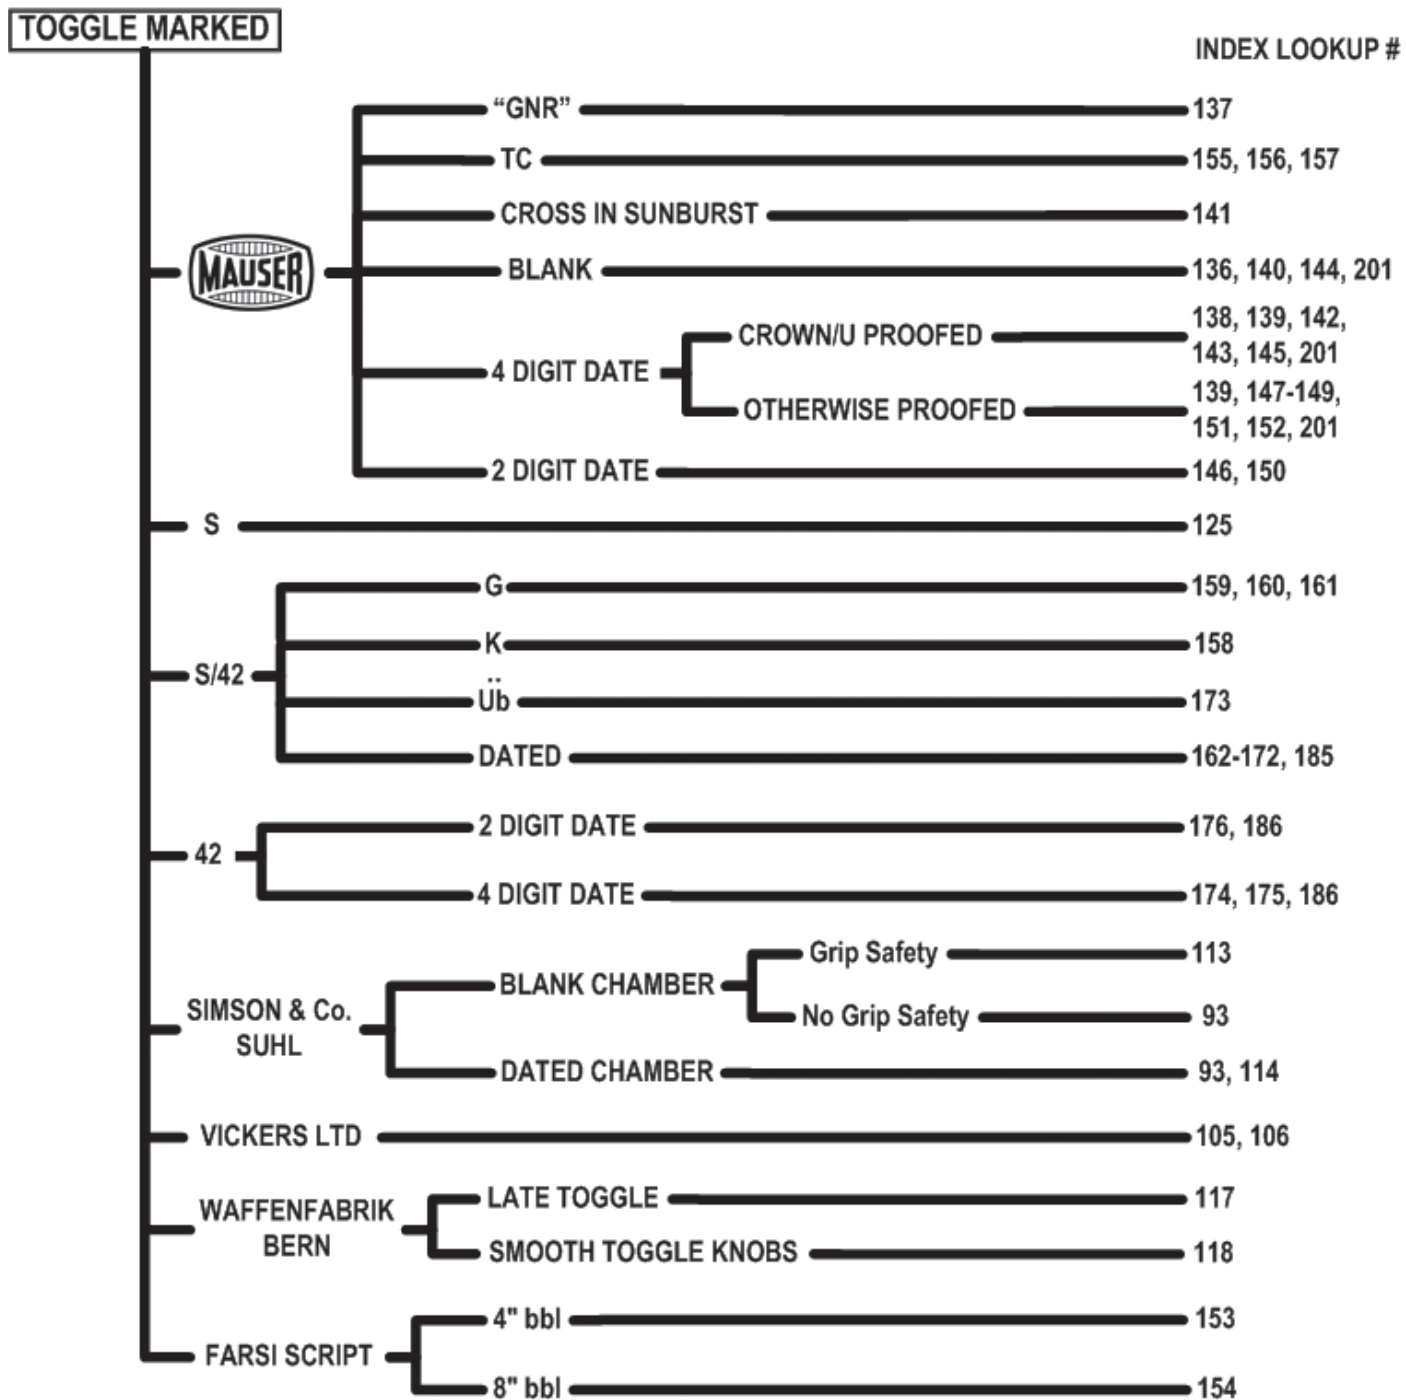 TOGGLE MARKED
INDEX LOOKUP #
“GNR” 137
TC 155, 156, 157
CROSS IN SUNBURST 141
MAUSER
BLANK 136, 140, 144, 201
4 DIGIT DATE
CROWN/U PROOFED 138, 139, 142,
143, 145, 201
OTHERWISE PROOFED 139, 147-149,
151, 152, 201
2 DIGIT DATE 146, 150
S 125
S/42
G 159, 160, 161
K 158
Üb 173
DATED 162-172, 185
42
2 DIGIT DATE 176, 186
4 DIGIT DATE 174, 175, 186
SIMSON & Co.
SUHL
BLANK CHAMBER
Grip Safety 113
No Grip Safety 93
DATED CHAMBER 93, 114
VICKERS LTD 105, 106
WAFFENFABRIK
BERN
LATE TOGGLE 117
SMOOTH TOGGLE KNOBS 118
FARSI SCRIPT
4" bbl 153
8" bbl 154